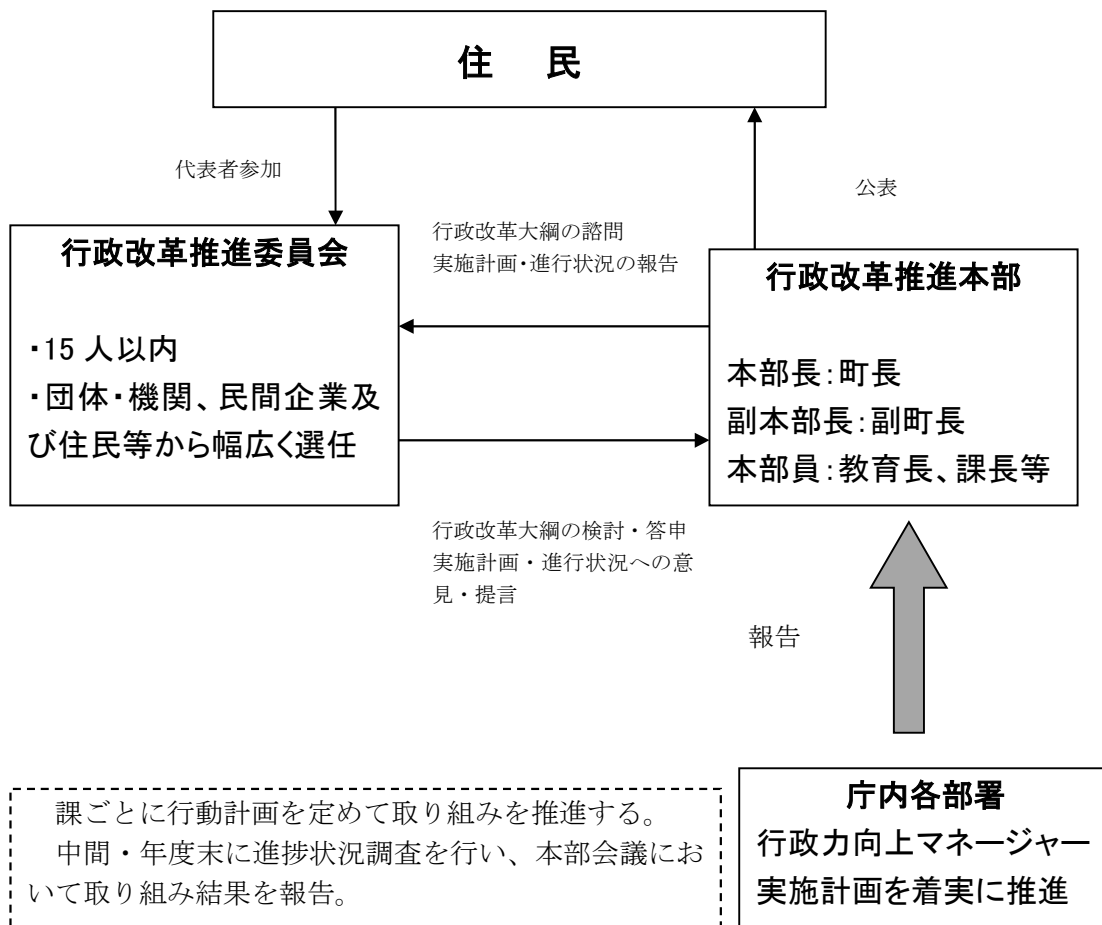 住　民
代表者参加
公表
行政改革推進委員会
・15 人以内
・団体・機関、民間企業及
び住民等から幅広く選任
行政改革大綱の諮問
実施計画・進行状況の報告
行政改革推進本部
本部長：町長
副本部長：副町長
本部員：教育長、課長等
行政改革大綱の検討・答申
実施計画・進行状況への意
見・提言
報告
課ごとに行動計画を定めて取り組みを推進する。
中間・年度末に進捗状況調査を行い、本部会議にお
いて取り組み結果を報告。
庁内各部署
行政力向上マネージャー
実施計画を着実に推進